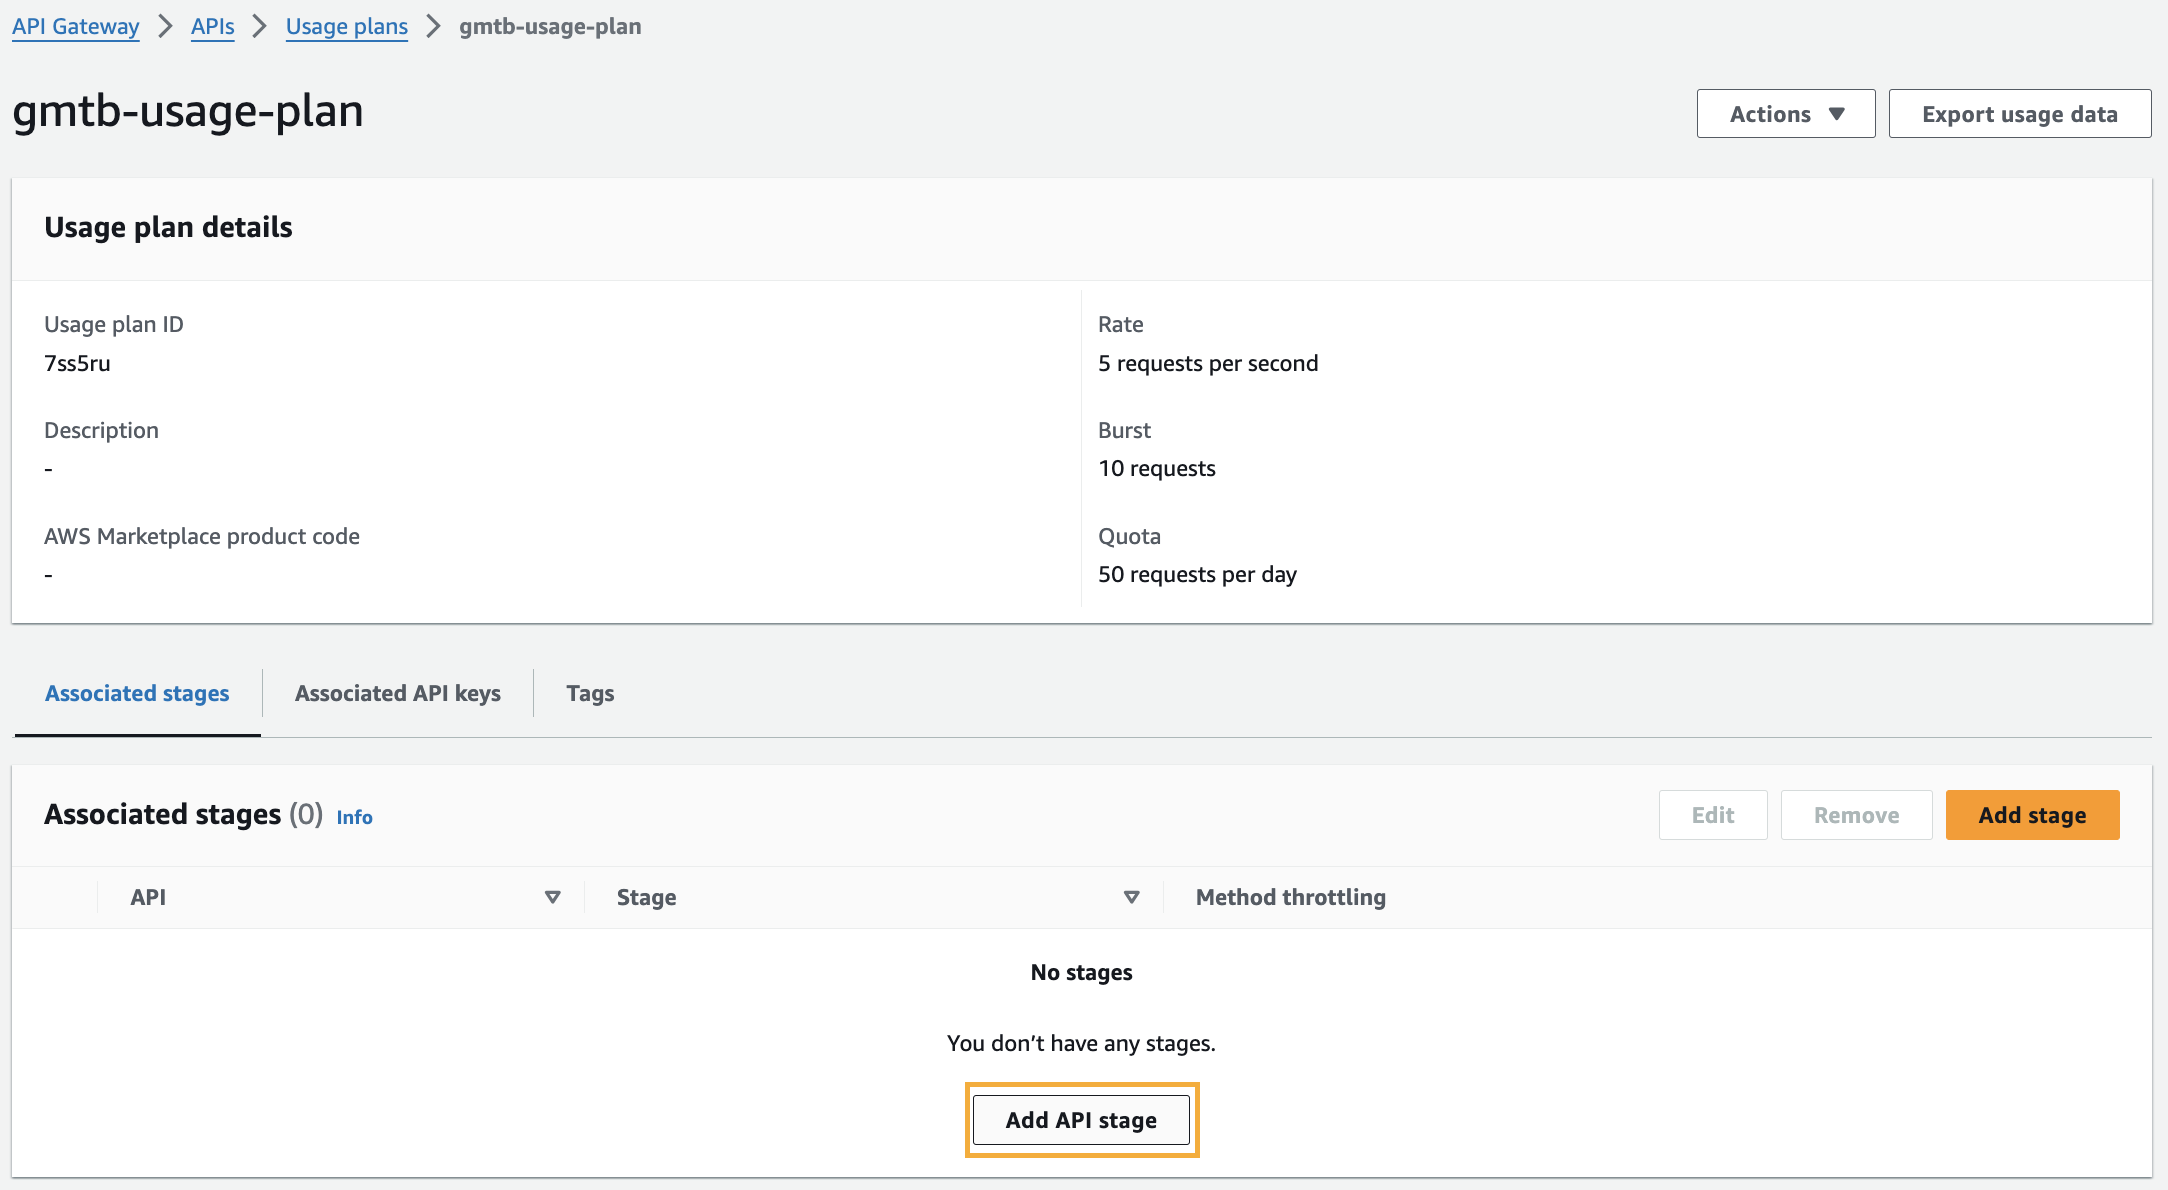 API Gateway > APIs > Usage plans > gmtb-usage-plan
gmtb-usage-plan
Actions ▼ Export usage data
Usage plan details
Usage plan ID
7ss5ru
Description
-
AWS Marketplace product code
-
Rate
5 requests per second
Burst
10 requests
Quota
50 requests per day
Associated stages
Associated API keys
Tags
Associated stages (0) Info
Edit Remove Add stage
API Stage Method throttling
No stages
You don’t have any stages.
Add API stage